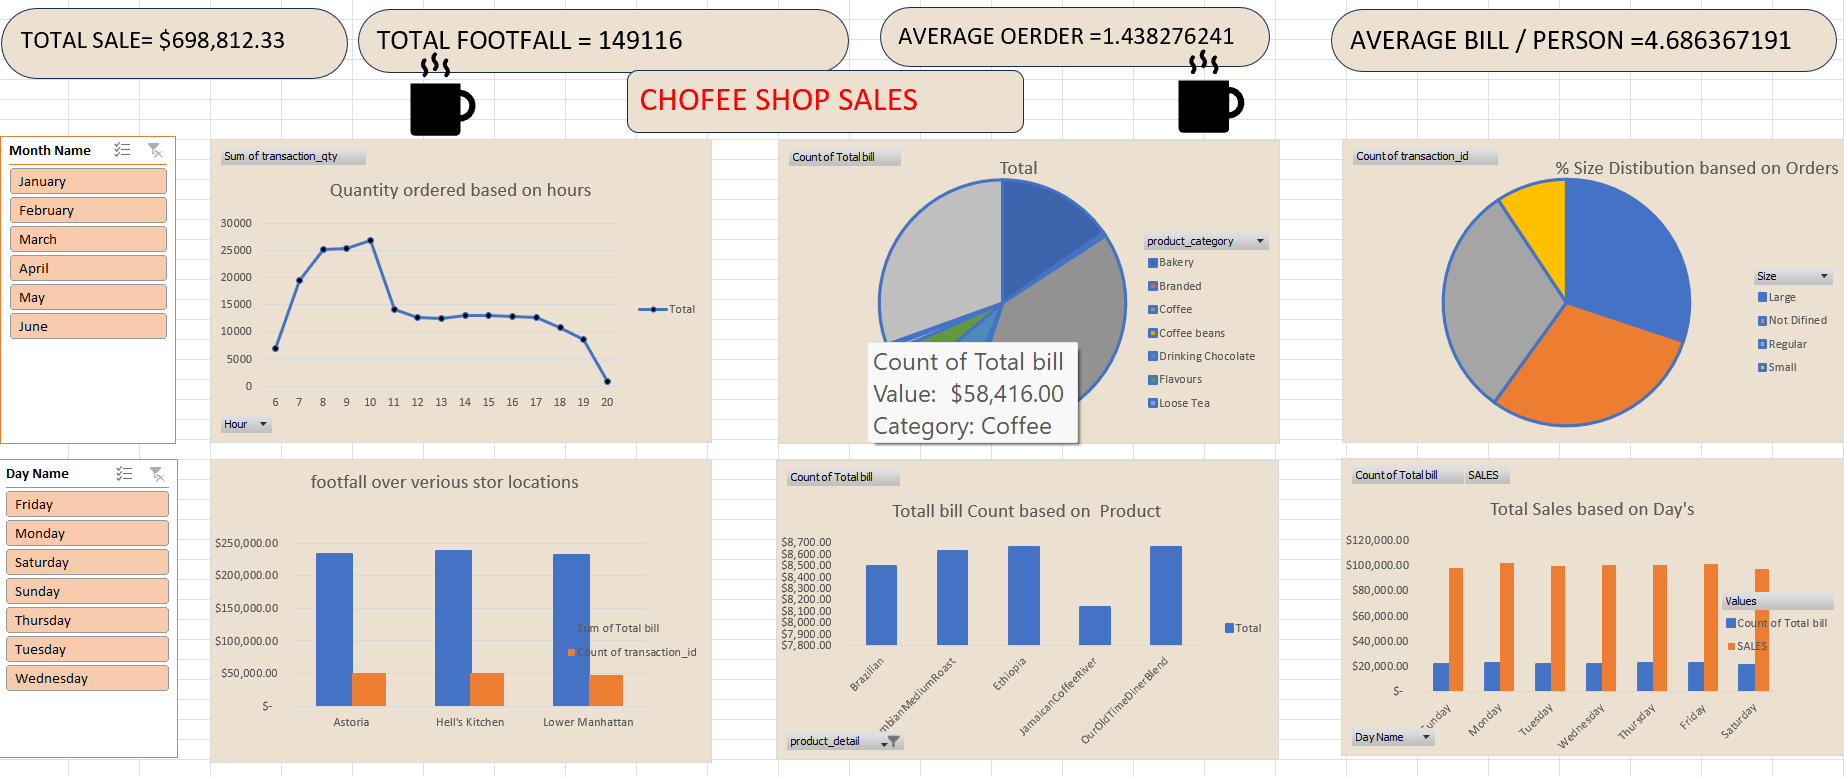 TOTAL SALE= $698,812.33
TOTAL FOOTFALL = 149116
AVERAGE OERDER =1.438276241
AVERAGE BILL / PERSON =4.686367191
CHOFEE SHOP SALES
Month Name
January
February
March
April
May
June
Sum of transaction_qty
Quantity ordered based on hours
30000
25000
20000
15000
10000
5000
0
6 7 8 9 10 11 12 13 14 15 16 17 18 19 20
Total
Hour
Count of Total bill
Total
product_category
Bakery
Branded
Coffee
Coffee beans
Drinking Chocolate
Flavours
Loose Tea
Count of Total bill
Value: $58,416.00
Category: Coffee
Count of transaction_id
% Size Distibution bansed on Orders
Size
Large
Not Difined
Regular
Small
Day Name
Friday
Monday
Saturday
Sunday
Thursday
Tuesday
Wednesday
footfall over verious stor locations
$250,000.00
$200,000.00
$150,000.00
$100,000.00
$50,000.00
$-
Astoria Hell's Kitchen Lower Manhattan
Sum of Total bill
Count of transaction_id
Count of Total bill
Totall bill Count based on Product
$8,700.00
$8,600.00
$8,500.00
$8,400.00
$8,300.00
$8,200.00
$8,100.00
$8,000.00
$7,900.00
$7,800.00
Brazilian
mbianMediumRoast
Ethiopia
JamaicanCoffeeRiver
OurOldTimeDinerBlend
Total
product_detail
Count of Total bill SALES
Total Sales based on Day's
$120,000.00
$100,000.00
$80,000.00
$60,000.00
$40,000.00
$20,000.00
$-
Sunday
Monday
Tuesday
Wednesday
Thursday
Friday
Saturday
Values
Count of Total bill
SALES
Day Name